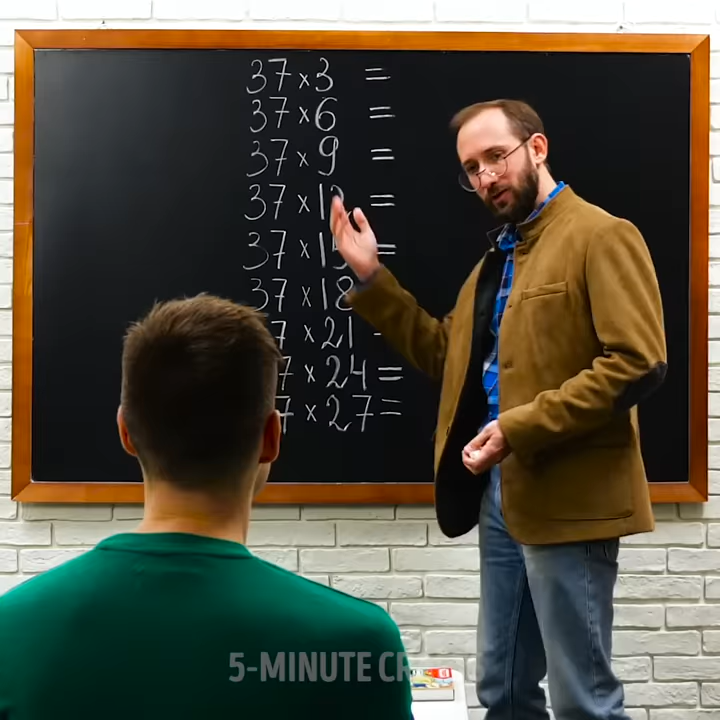 37 × 3 =
37 × 6 =
37 × 9 =
37 × 12 =
37 × 15 =
37 × 18
7 × 21
7 × 24 =
7 × 27 =
5-MINUTE CR